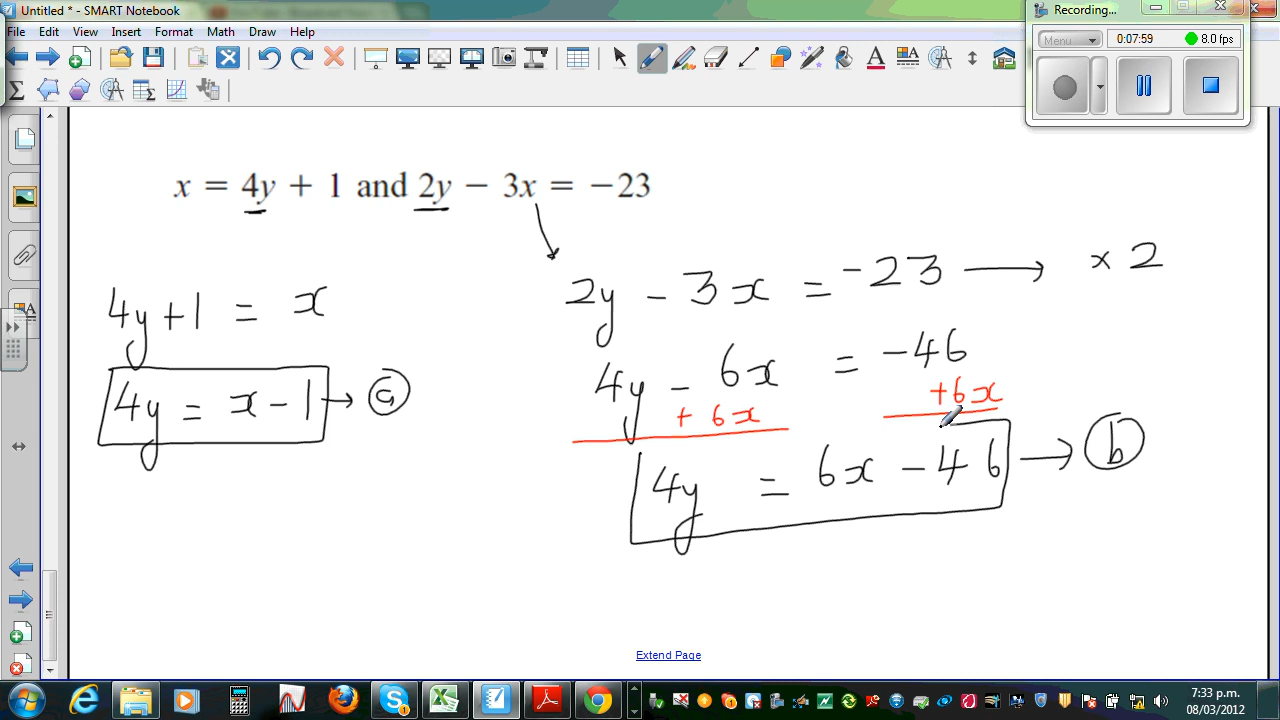 Untitled * - SMART Notebook
Recording...
File Edit View Insert Format Math Draw Help
Menu
0:07:59
8.0 fps
x = 4y + 1 and 2y − 3x = −23
2y − 3x = −23 → × 2
4y + 1 = x
4y − 6x = −46
+ 6x +6x
4y = x − 1 → a
4y = 6x − 46 → b
Extend Page
7:33 p.m.
08/03/2012